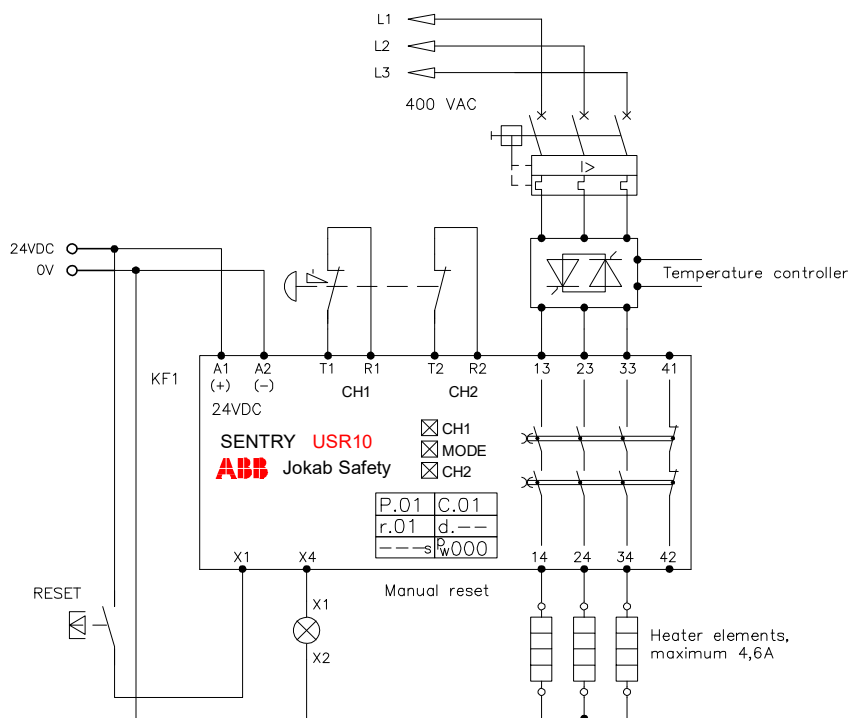 L1
L2
L3
400 VAC
I>
24VDC
0V
Temperature controller
KF1
A1
(+)
A2
(-)
T1
R1
T2
R2
13
23
33
41
24VDC
CH1
CH2
SENTRY USR10
ABB Jokab Safety
CH1
MODE
CH2
P.01 C.01
r.01 d.--
---s Pw000
X1
X4
14
24
34
42
Manual reset
RESET
X1
X2
Heater elements,
maximum 4,6A